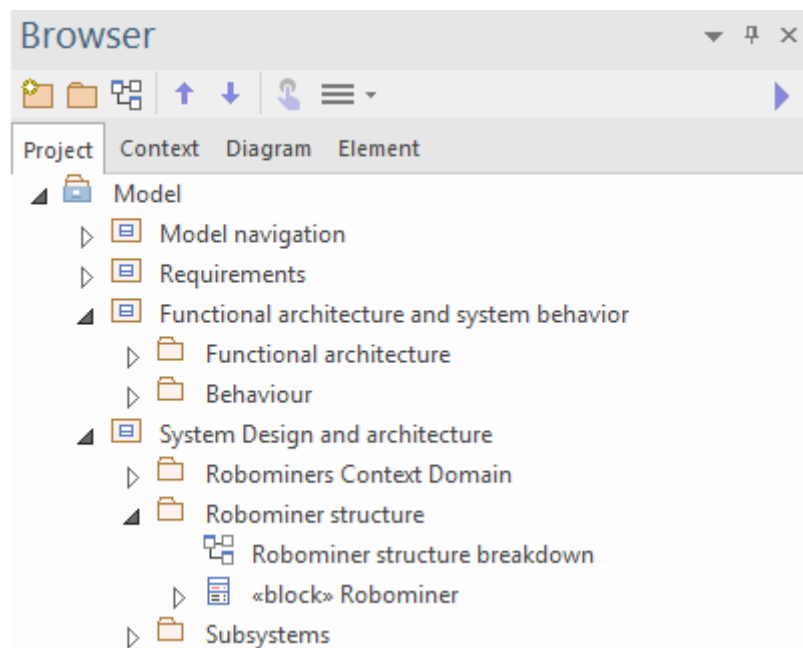 Browser
Project Context Diagram Element
Model
Model navigation
Requirements
Functional architecture and system behavior
Functional architecture
Behaviour
System Design and architecture
Robominers Context Domain
Robominer structure
Robominer structure breakdown
«block» Robominer
Subsystems